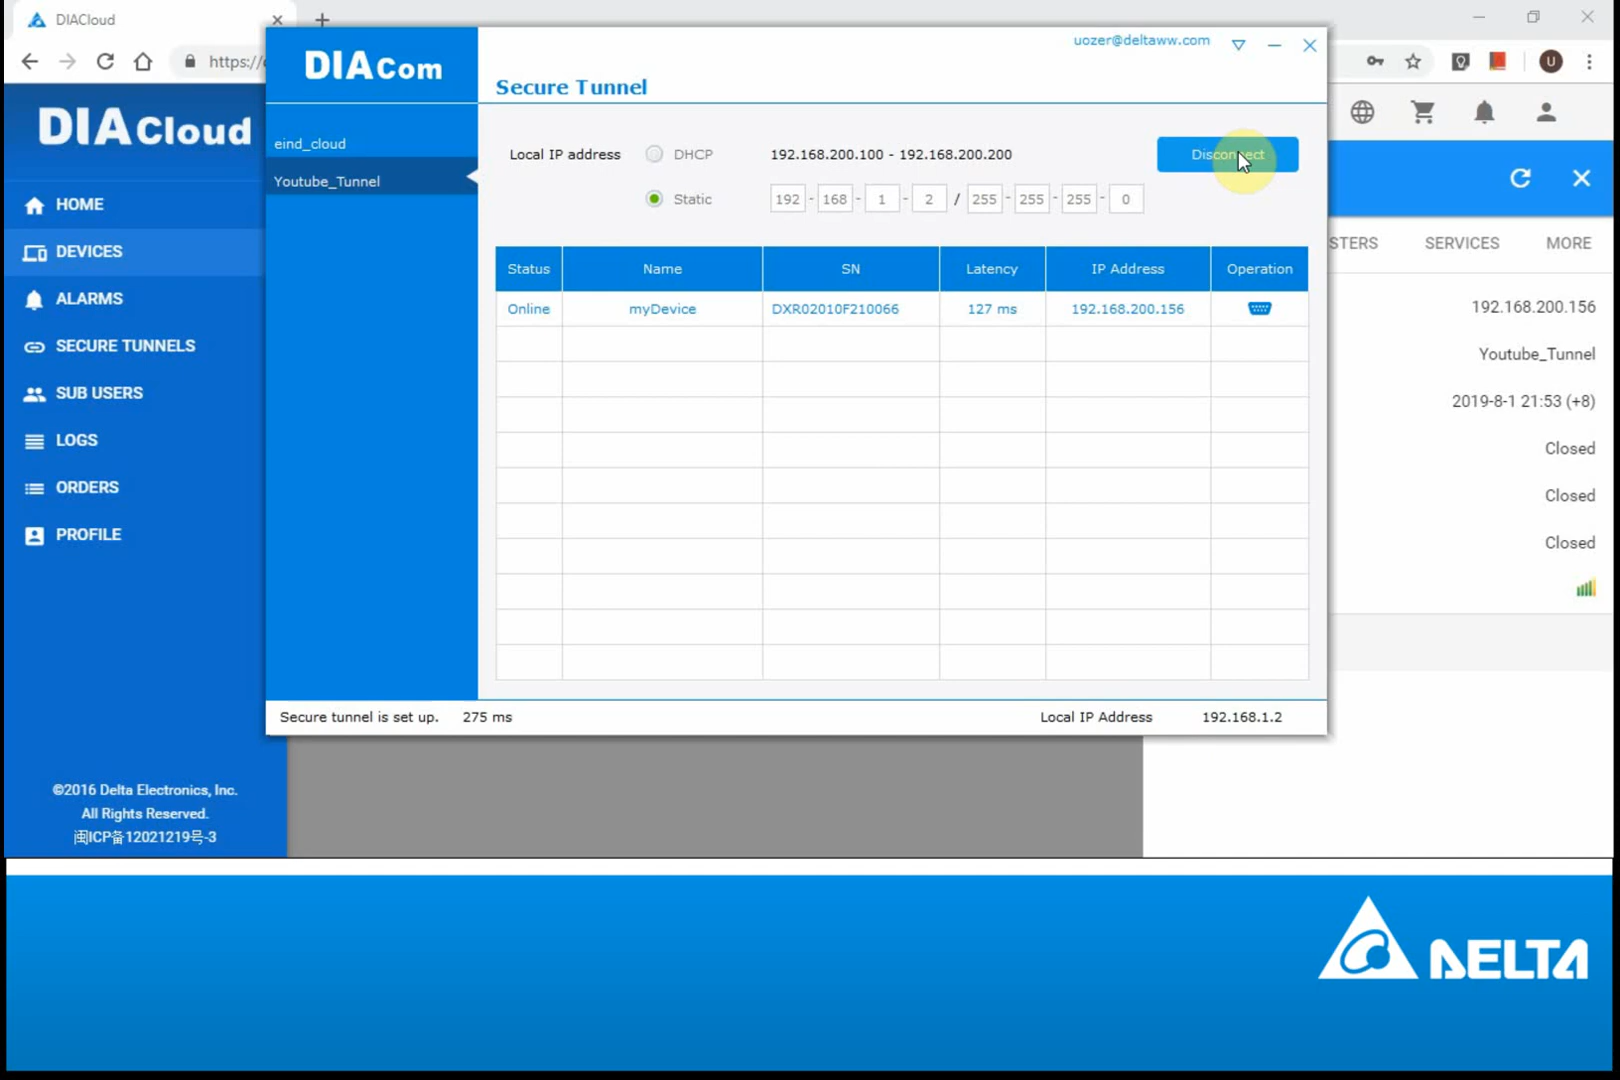 DIACloud
https://
DIACloud
HOME
DEVICES
ALARMS
SECURE TUNNELS
SUB USERS
LOGS
ORDERS
PROFILE
©2016 Delta Electronics, Inc.
All Rights Reserved.
闽ICP备12021219号-3
DIACom
eind_cloud
Youtube_Tunnel
uozer@deltaww.com
Secure Tunnel
Local IP address DHCP 192.168.200.100 - 192.168.200.200 Disconnect
Static 192 - 168 - 1 - 2 / 255 - 255 - 255 - 0
Status Name SN Latency IP Address Operation
Online myDevice DXR02010F210066 127 ms 192.168.200.156
Secure tunnel is set up. 275 ms Local IP Address 192.168.1.2
U
STERS SERVICES MORE
192.168.200.156
Youtube_Tunnel
2019-8-1 21:53 (+8)
Closed
Closed
Closed
DELTA